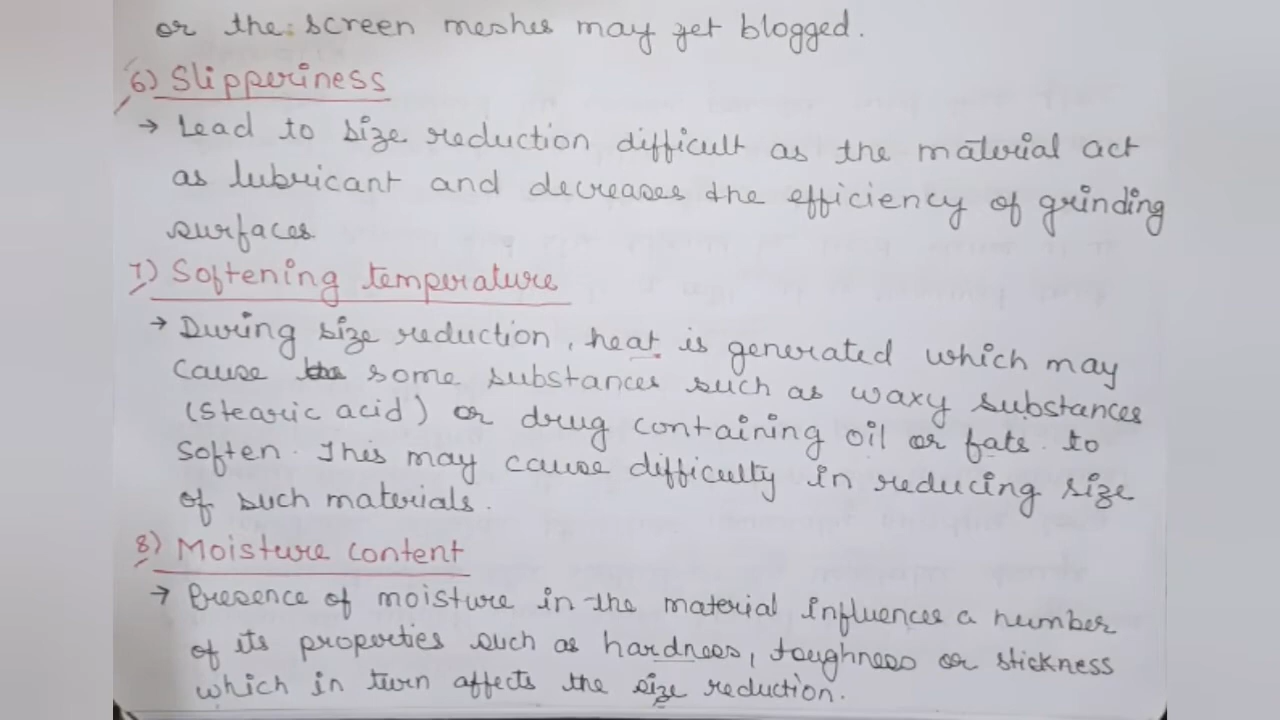 or the screen meshes may get blogged.
6) Slipperiness
→ Lead to size reduction difficult as the material act
as lubricant and decreases the efficiency of grinding
surfaces
7) Softening temperature
→ During size reduction, heat is generated which may
cause some substances such as waxy substances
(stearic acid) or drug containing oil or fats to
soften. This may cause difficulty in reducing size
of such materials.
8) Moisture content
→ Presence of moisture in the material influences a number
of its properties such as hardness, toughness or stickness
which in turn affects the size reduction.